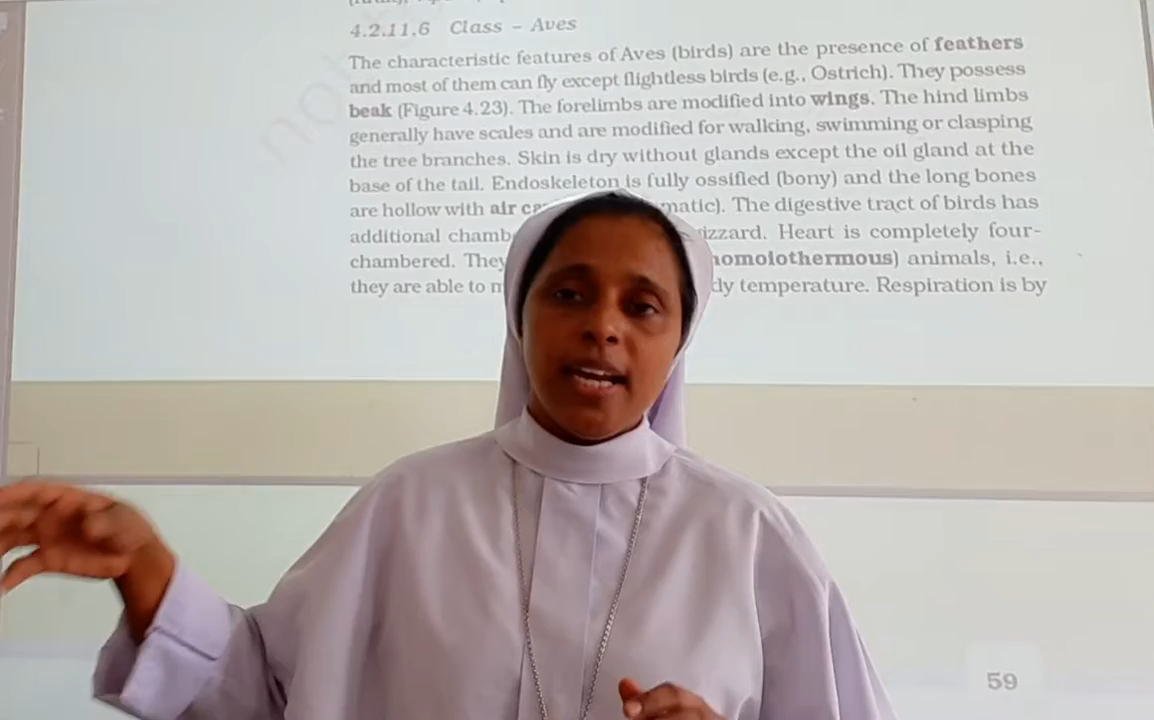 4.2.11.6 Class – Aves
The characteristic features of Aves (birds) are the presence of feathers
and most of them can fly except flightless birds (e.g., Ostrich). They possess
beak (Figure 4.23). The forelimbs are modified into wings. The hind limbs
generally have scales and are modified for walking, swimming or clasping
the tree branches. Skin is dry without glands except the oil gland at the
base of the tail. Endoskeleton is fully ossified (bony) and the long bones
are hollow with air matic). The digestive tract of birds has
additional izzard. Heart is completely four-
chambered. They homolothermous) animals, i.e.,
they are able to dy temperature. Respiration is by
59